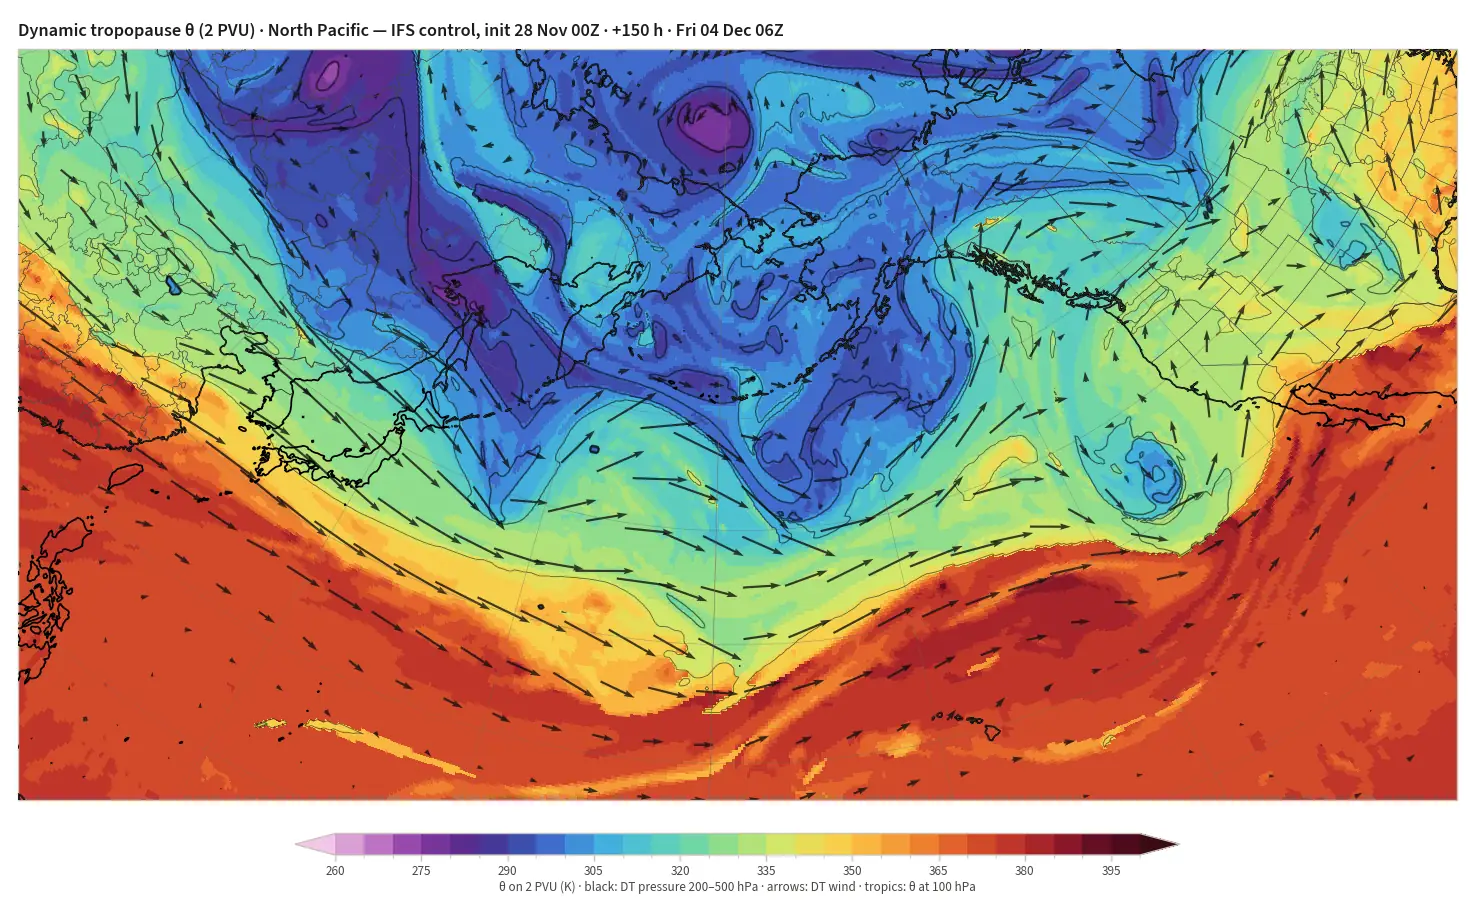 Dynamic tropopause θ (2 PVU) · North Pacific — IFS control, init 28 Nov 00Z · +150 h · Fri 04 Dec 06Z
260 275 290 305 320 335 350 365 380 395
θ on 2 PVU (K) · black: DT pressure 200–500 hPa · arrows: DT wind · tropics: θ at 100 hPa